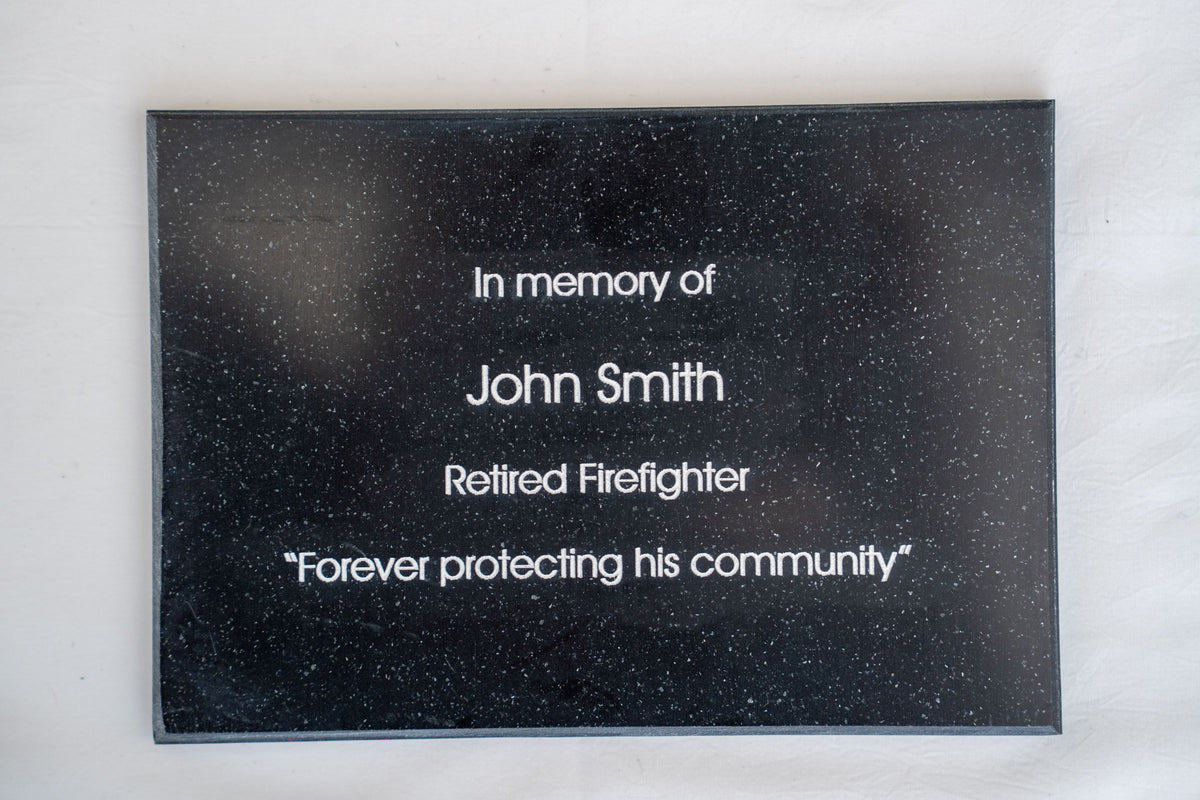 In memory of
John Smith
Retired Firefighter
“Forever protecting his community”